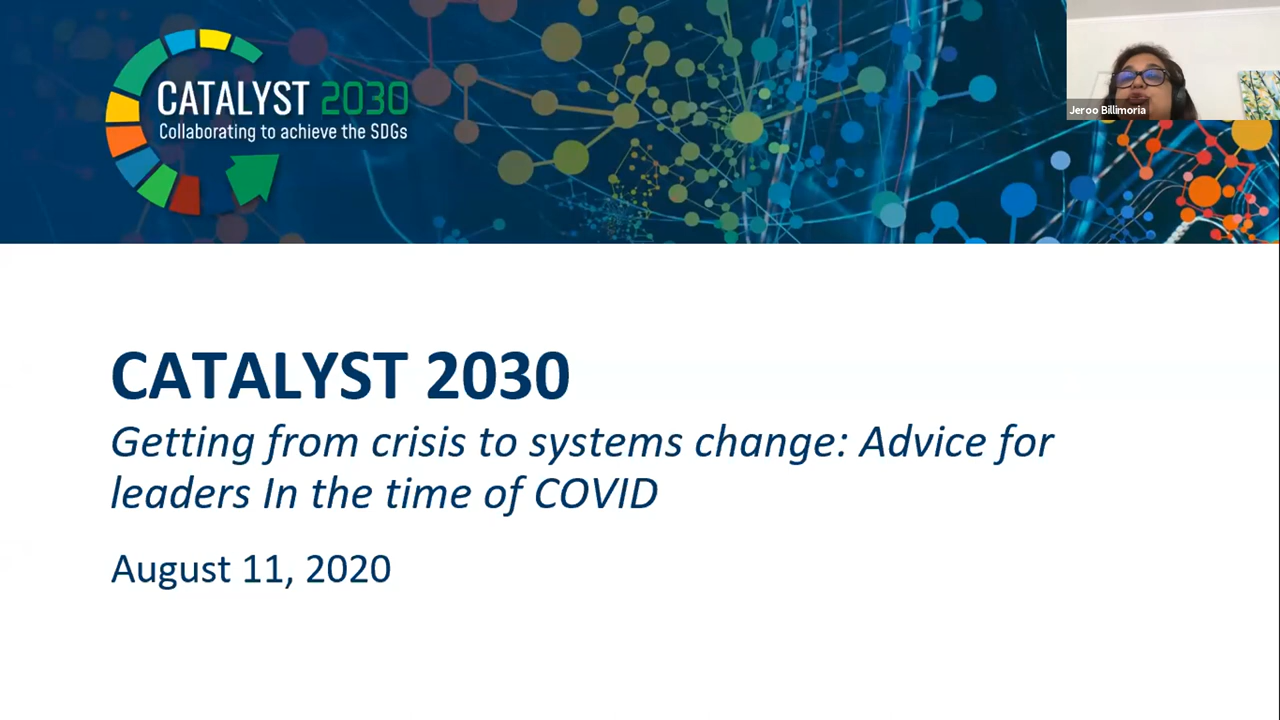 CATALYST 2030
Collaborating to achieve the SDGs
Jeroo Billimoria
CATALYST 2030
Getting from crisis to systems change: Advice for
leaders In the time of COVID
August 11, 2020